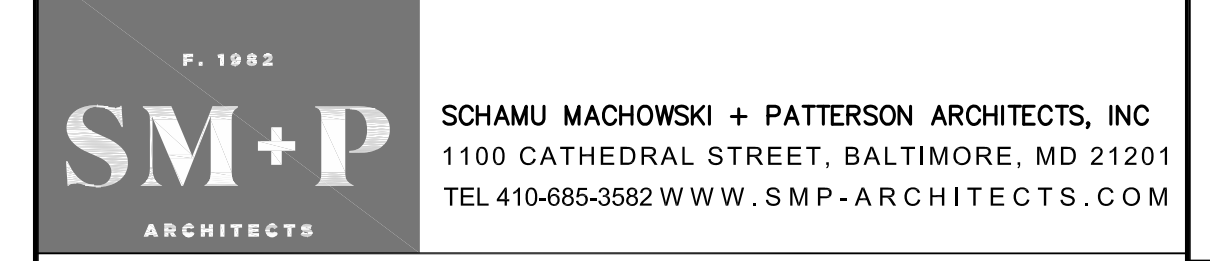 F. 1982
SM+P
ARCHITECTS
SCHAMU MACHOWSKI + PATTERSON ARCHITECTS, INC
1100 CATHEDRAL STREET, BALTIMORE, MD 21201
TEL 410-685-3582 WWW.SMP-ARCHITECTS.COM